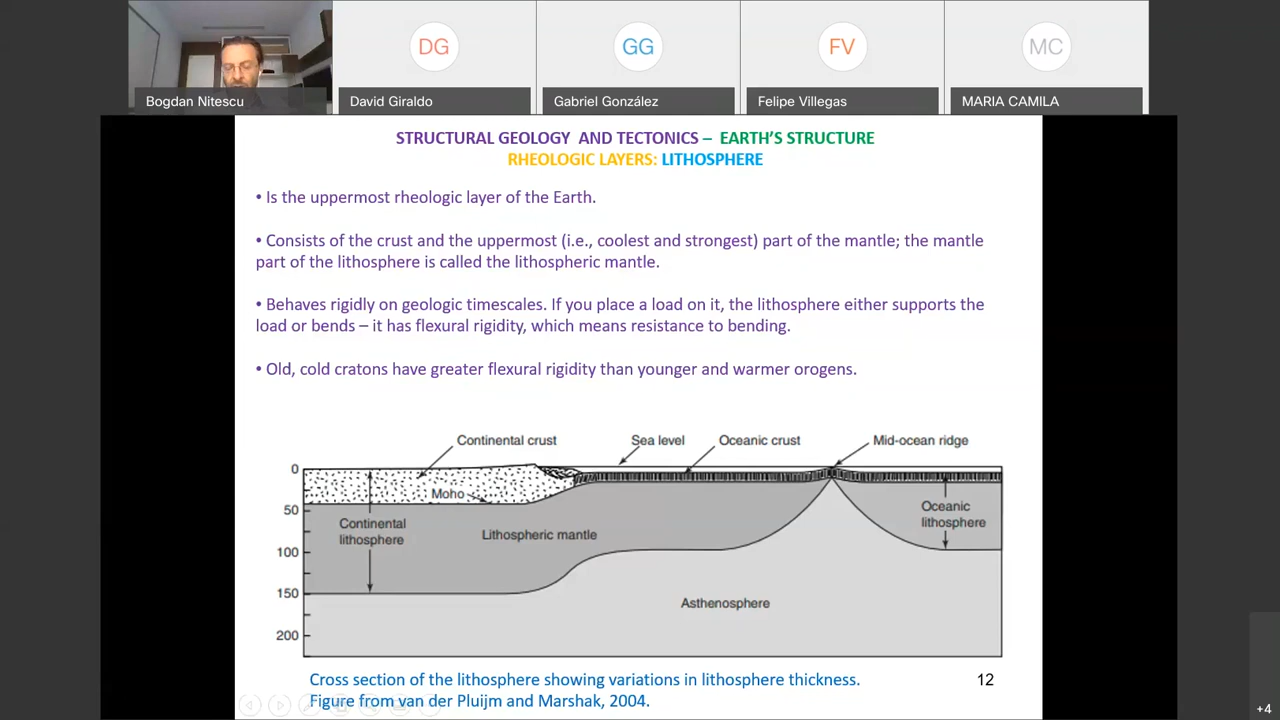 DG
GG
FV
MC
Bogdan Nitescu
David Giraldo
Gabriel González
Felipe Villegas
MARIA CAMILA
STRUCTURAL GEOLOGY AND TECTONICS – EARTH'S STRUCTURE
RHEOLOGIC LAYERS: LITHOSPHERE
• Is the uppermost rheologic layer of the Earth.
• Consists of the crust and the uppermost (i.e., coolest and strongest) part of the mantle; the mantle
part of the lithosphere is called the lithospheric mantle.
• Behaves rigidly on geologic timescales. If you place a load on it, the lithosphere either supports the
load or bends – it has flexural rigidity, which means resistance to bending.
• Old, cold cratons have greater flexural rigidity than younger and warmer orogens.
Continental crust
Sea level
Oceanic crust
Mid-ocean ridge
0
Moho
50
Continental
lithosphere
Lithospheric mantle
Oceanic
lithosphere
100
150
Asthenosphere
200
Cross section of the lithosphere showing variations in lithosphere thickness.
Figure from van der Pluijm and Marshak, 2004.
12
+4